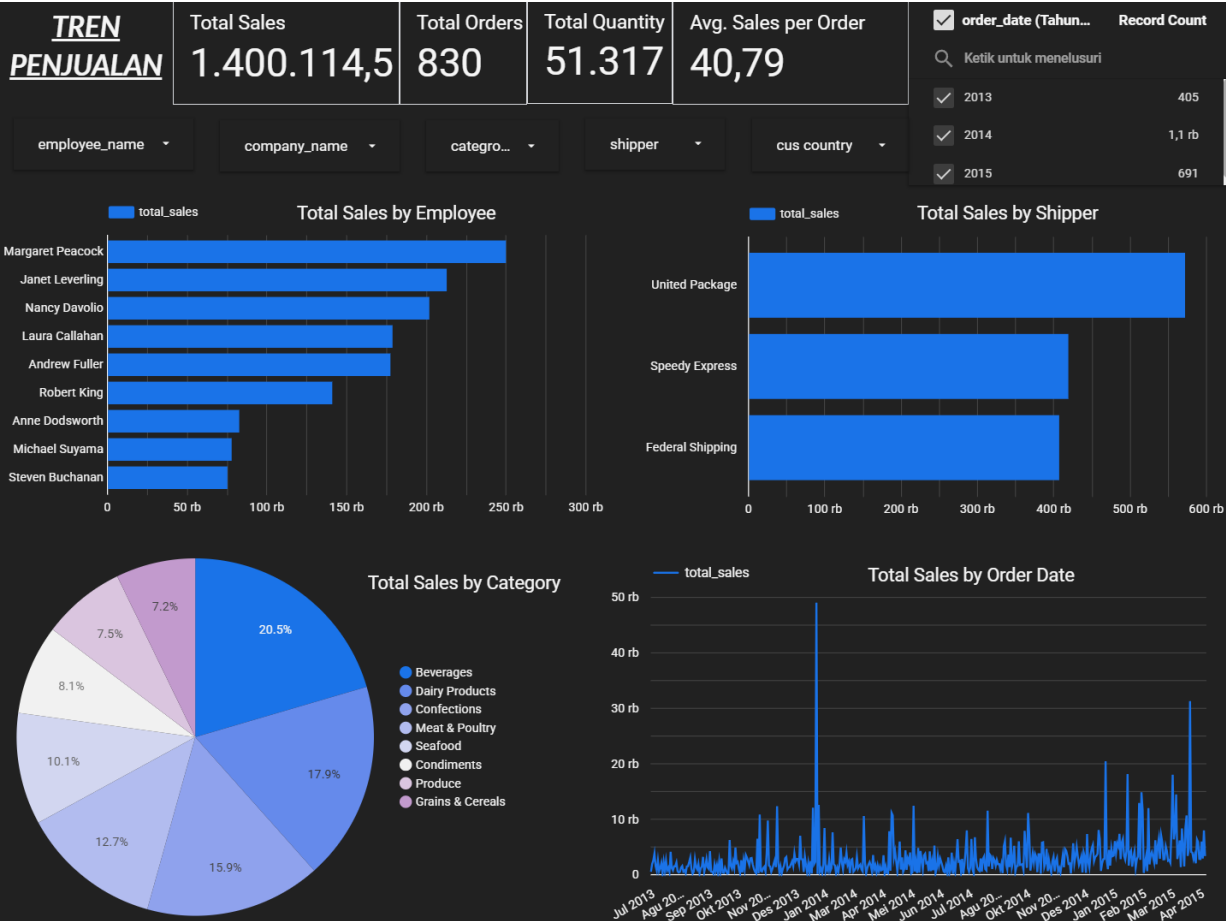 TREN
PENJUALAN
Total Sales
1.400.114,5
Total Orders
830
Total Quantity
51.317
Avg. Sales per Order
40,79
order_date (Tahun... Record Count
Ketik untuk menelusuri
2013 405
2014 1,1 rb
2015 691
employee_name
company_name
categro...
shipper
cus country
total_sales
Total Sales by Employee
Margaret Peacock
Janet Leverling
Nancy Davolio
Laura Callahan
Andrew Fuller
Robert King
Anne Dodsworth
Michael Suyama
Steven Buchanan
0 50 rb 100 rb 150 rb 200 rb 250 rb 300 rb
total_sales
Total Sales by Shipper
United Package
Speedy Express
Federal Shipping
0 100 rb 200 rb 300 rb 400 rb 500 rb 600 rb
Total Sales by Category
20.5%
17.9%
15.9%
12.7%
10.1%
8.1%
7.5%
7.2%
Beverages
Dairy Products
Confections
Meat & Poultry
Seafood
Condiments
Produce
Grains & Cereals
total_sales
Total Sales by Order Date
50 rb
40 rb
30 rb
20 rb
10 rb
0
Jul 2013 Agu 20... Sep 2013 Okt 2013 Nov 20... Des 2013 Jan 2014 Mar 2014 Apr 2014 Mei 2014 Jun 2014 Jul 2014 Agu 20... Okt 2014 Nov 20... Des 2014 Jan 2015 Feb 2015 Mar 2015 Apr 2015